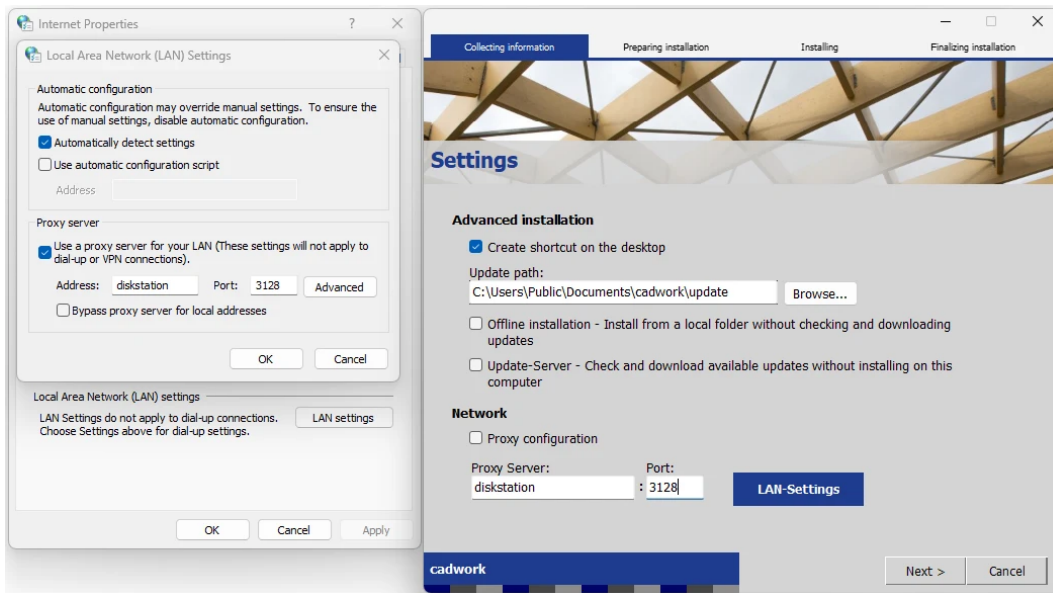 Internet Properties
?
Local Area Network (LAN) Settings
Automatic configuration
Automatic configuration may override manual settings. To ensure the
use of manual settings, disable automatic configuration.
Automatically detect settings
Use automatic configuration script
Address
Proxy server
Use a proxy server for your LAN (These settings will not apply to
dial-up or VPN connections).
Address: diskstation Port: 3128 Advanced
Bypass proxy server for local addresses
OK Cancel
Local Area Network (LAN) settings
LAN Settings do not apply to dial-up connections.
Choose Settings above for dial-up settings.
LAN settings
OK Cancel Apply
Collecting information Preparing installation Installing Finalizing installation
Settings
Advanced installation
Create shortcut on the desktop
Update path:
C:\Users\Public\Documents\cadwork\update Browse...
Offline installation - Install from a local folder without checking and downloading
updates
Update-Server - Check and download available updates without installing on this
computer
Network
Proxy configuration
Proxy Server: Port:
diskstation : 3128
LAN-Settings
cadwork
Next > Cancel